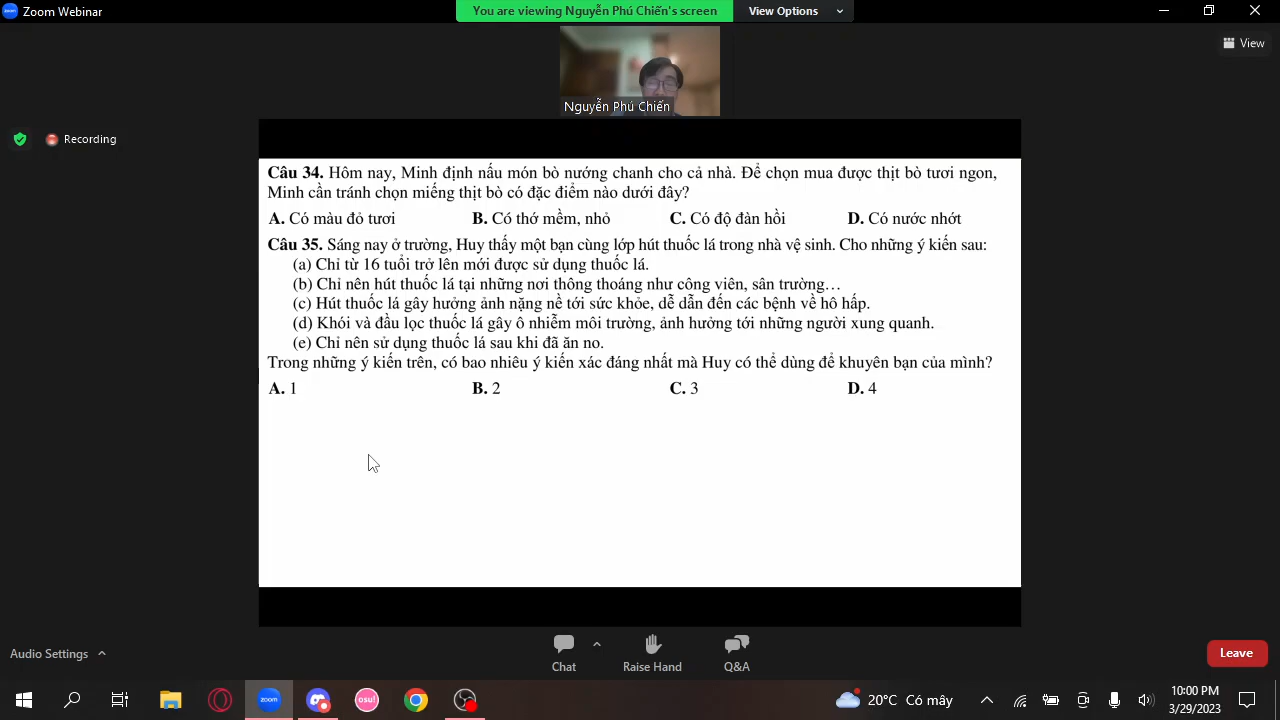 Zoom Webinar
You are viewing Nguyễn Phú Chiến's screen
View Options
View
Nguyễn Phú Chiến
Recording
Câu 34. Hôm nay, Minh định nấu món bò nướng chanh cho cả nhà. Để chọn mua được thịt bò tươi ngon,
Minh cần tránh chọn miếng thịt bò có đặc điểm nào dưới đây?
A. Có màu đỏ tươi B. Có thớ mềm, nhỏ C. Có độ đàn hồi D. Có nước nhớt
Câu 35. Sáng nay ở trường, Huy thấy một bạn cùng lớp hút thuốc lá trong nhà vệ sinh. Cho những ý kiến sau:
(a) Chỉ từ 16 tuổi trở lên mới được sử dụng thuốc lá.
(b) Chỉ nên hút thuốc lá tại những nơi thông thoáng như công viên, sân trường…
(c) Hút thuốc lá gây hưởng ảnh nặng nề tới sức khỏe, dễ dẫn đến các bệnh về hô hấp.
(d) Khói và đầu lọc thuốc lá gây ô nhiễm môi trường, ảnh hưởng tới những người xung quanh.
(e) Chỉ nên sử dụng thuốc lá sau khi đã ăn no.
Trong những ý kiến trên, có bao nhiêu ý kiến xác đáng nhất mà Huy có thể dùng để khuyên bạn của mình?
A. 1 B. 2 C. 3 D. 4
Audio Settings
Chat
Raise Hand
Q&A
Leave
zoom
osu!
20°C Có mây
10:00 PM
3/29/2023